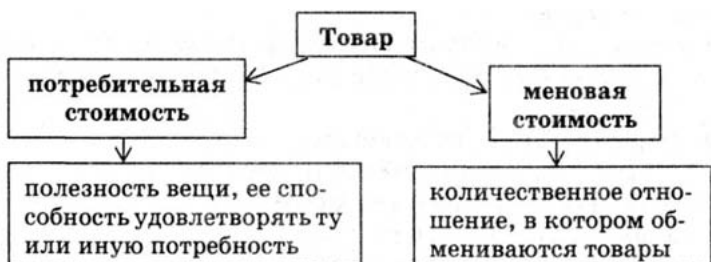 Товар
потребительная
стоимость
меновая
стоимость
полезность вещи, ее спо-
собность удовлетворять ту
или иную потребность
количественное отно-
шение, в котором об-
мениваются товары